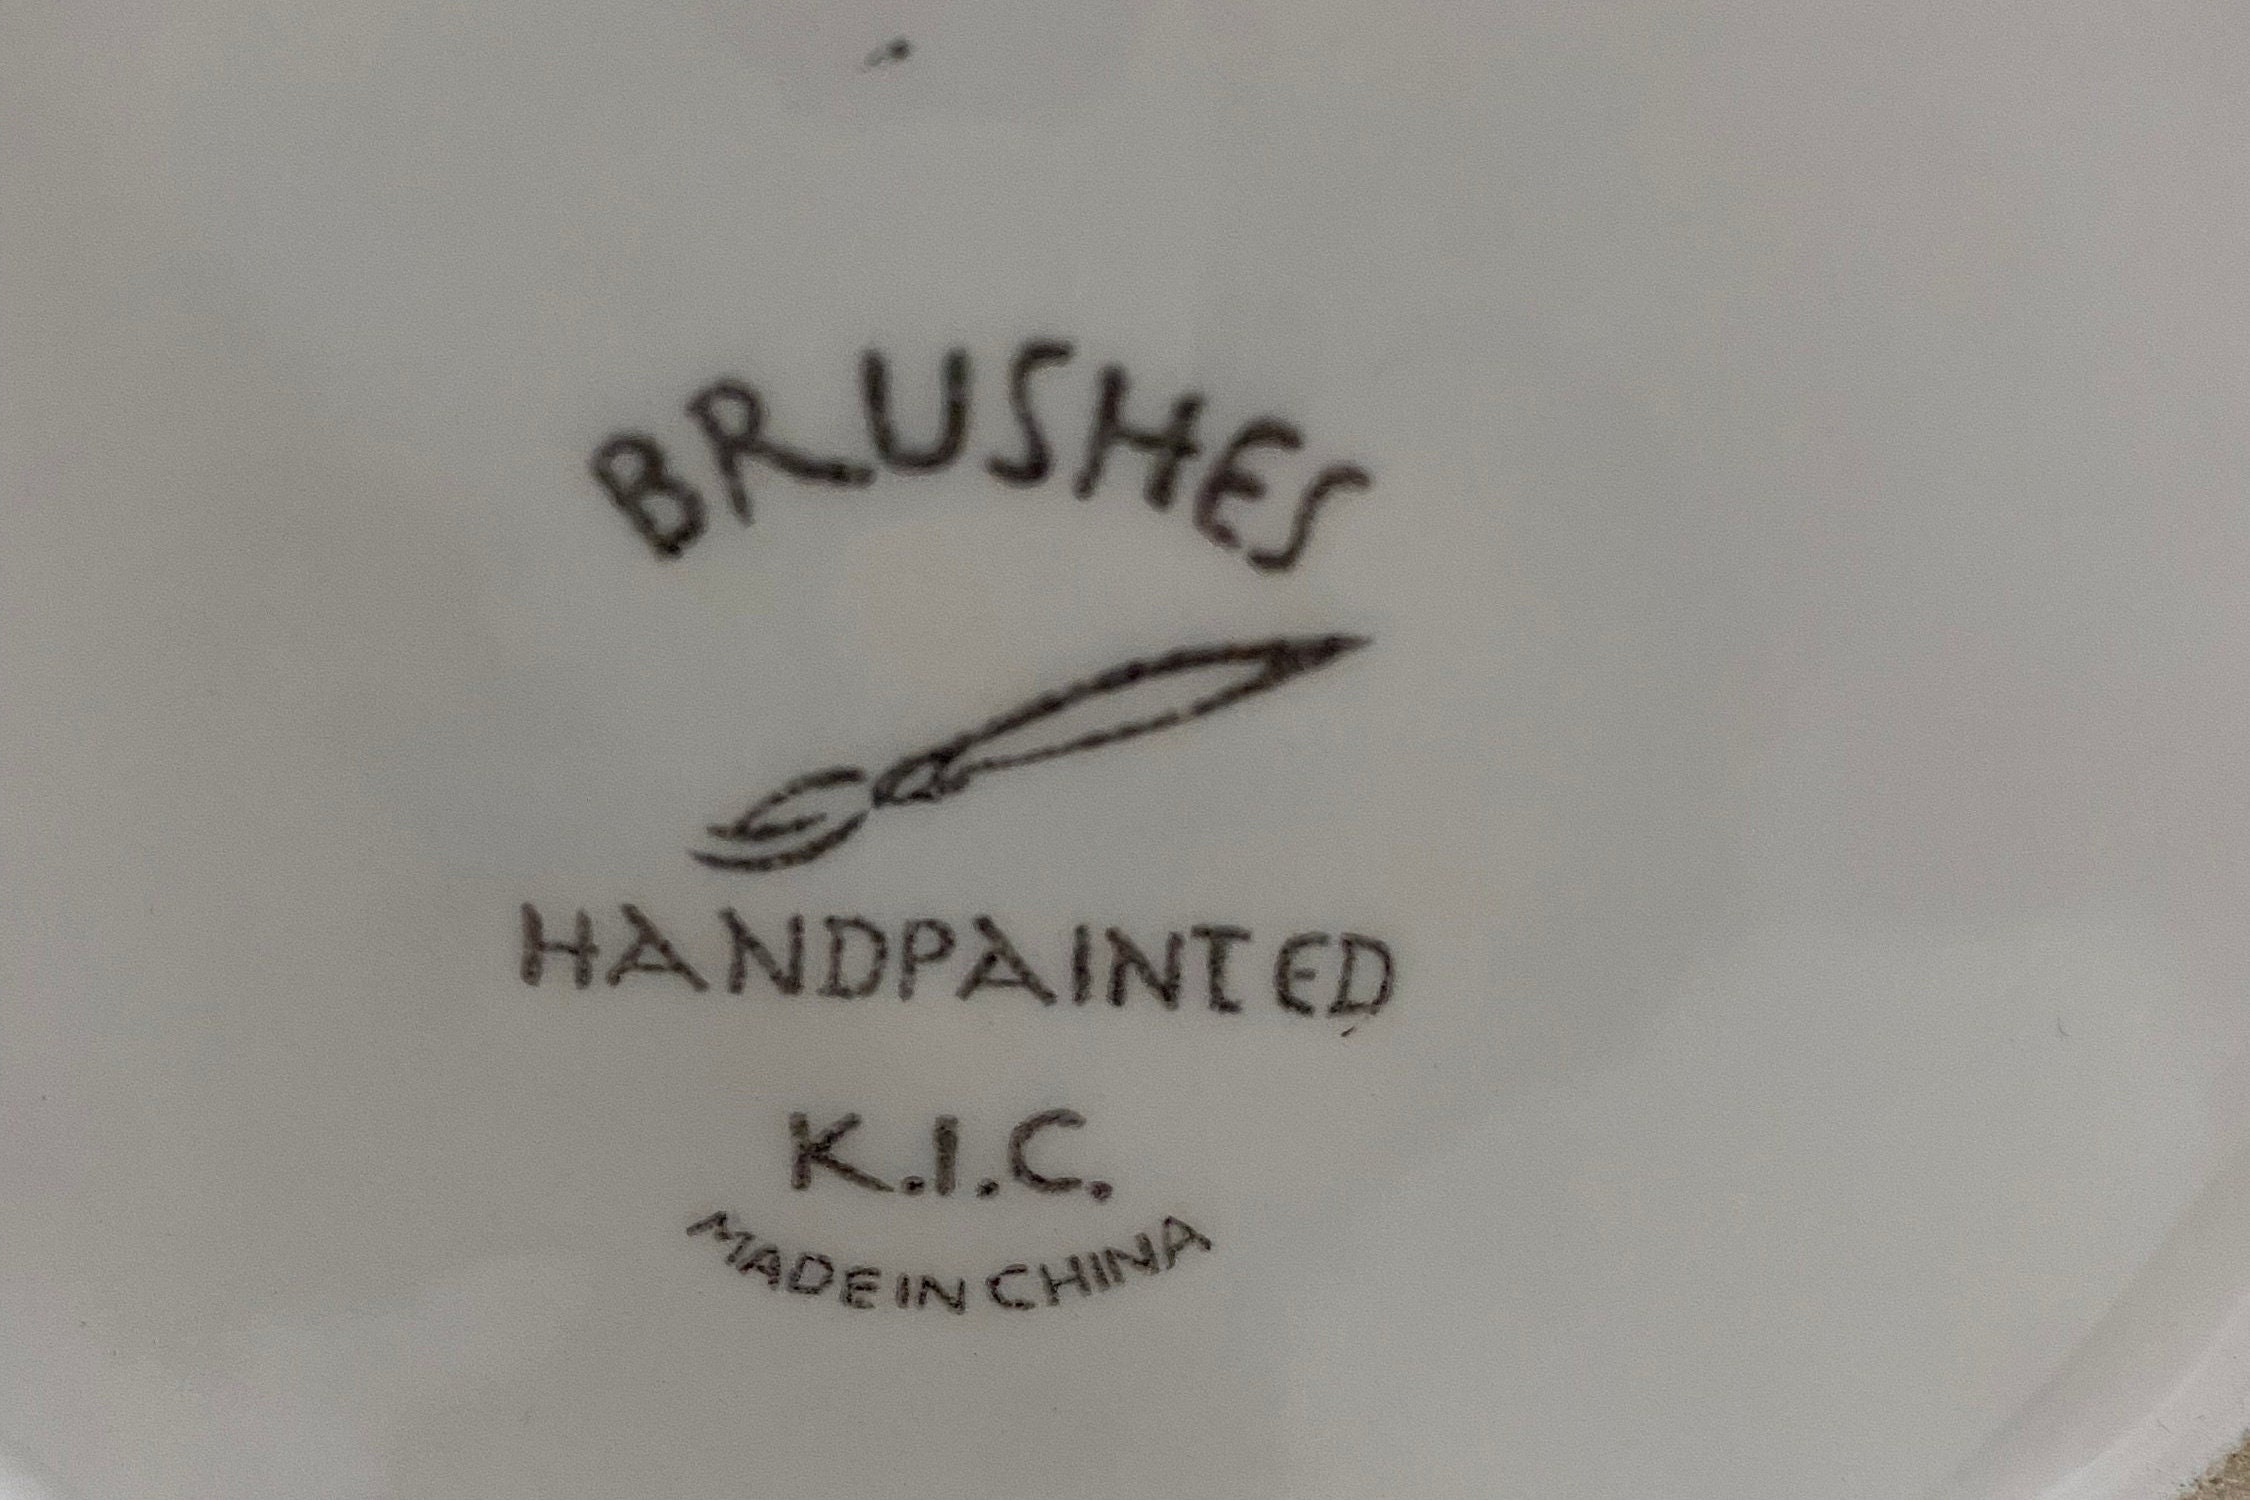 BRUSHES
HANDPAINTED
K.I.C.
MADE IN CHINA